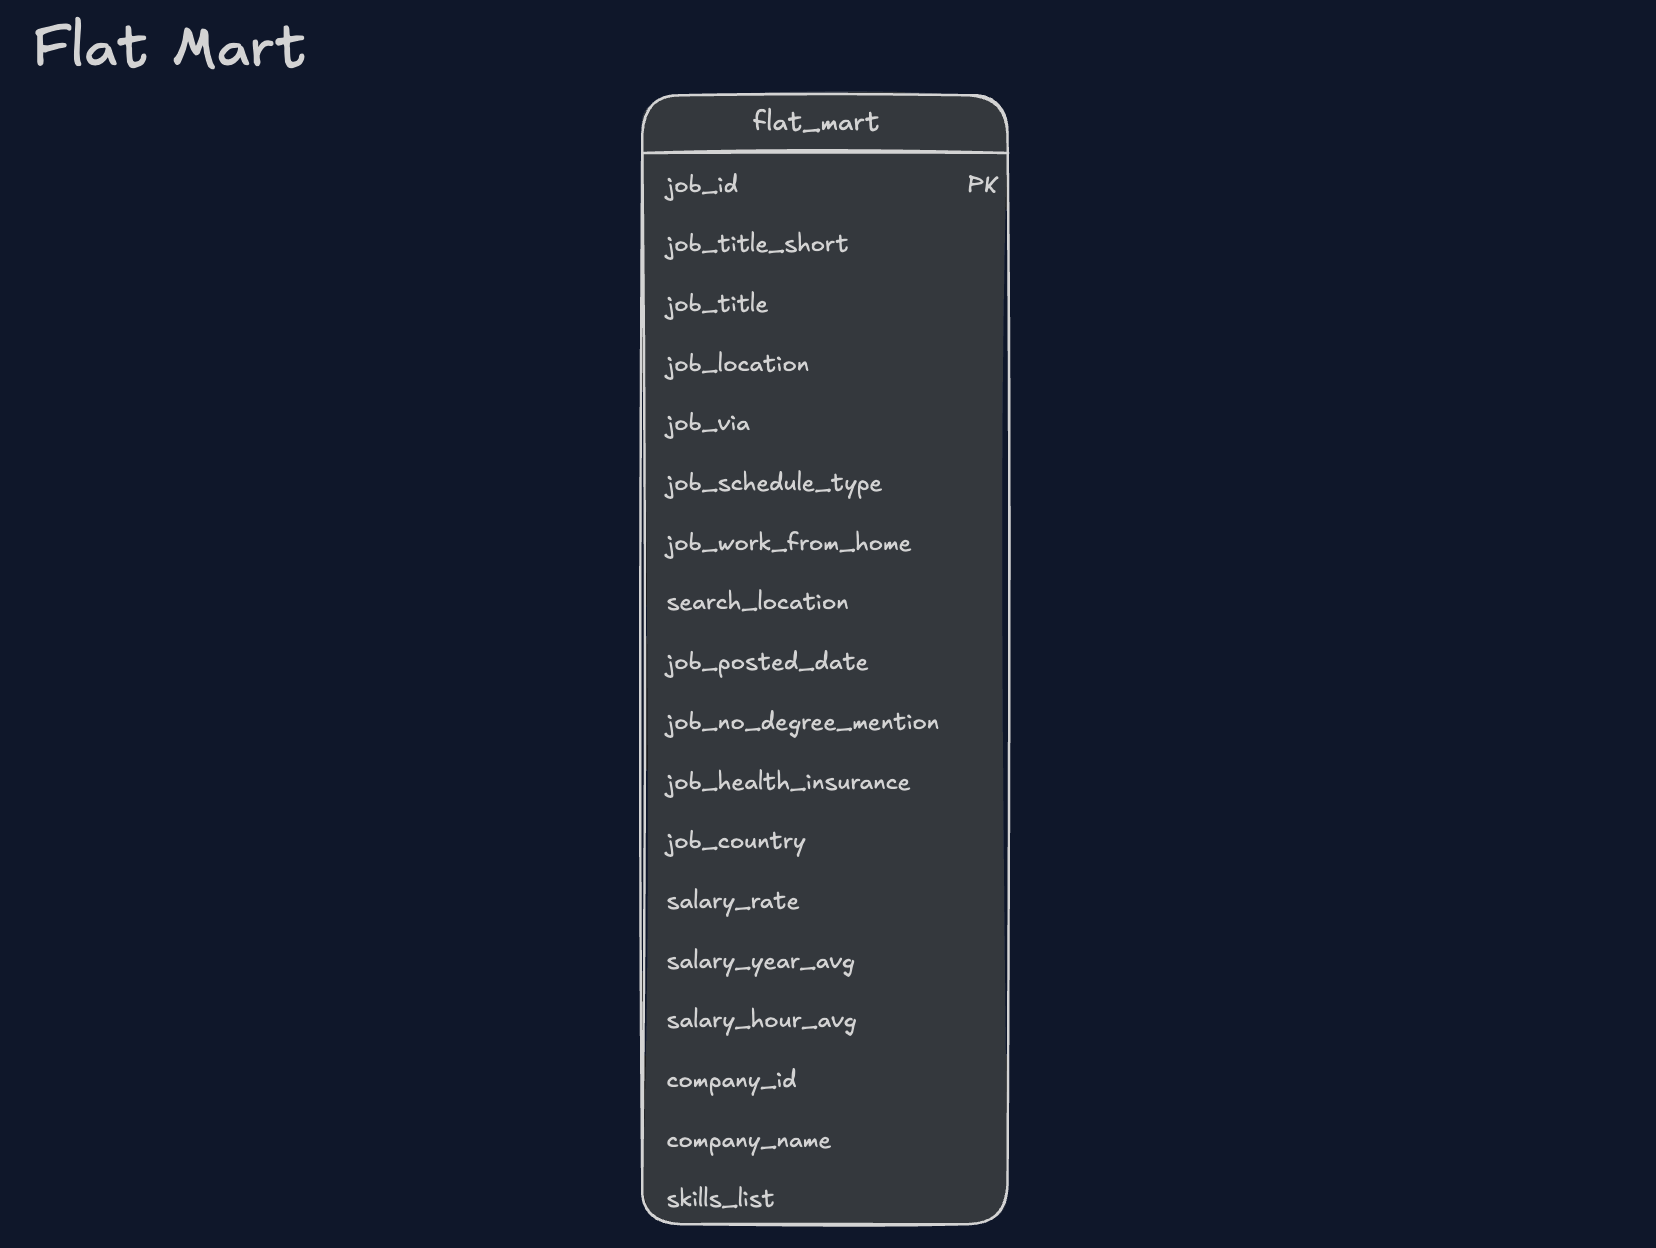 Flat Mart
flat_mart
job_id PK
job_title_short
job_title
job_location
job_via
job_schedule_type
job_work_from_home
search_location
job_posted_date
job_no_degree_mention
job_health_insurance
job_country
salary_rate
salary_year_avg
salary_hour_avg
company_id
company_name
skills_list